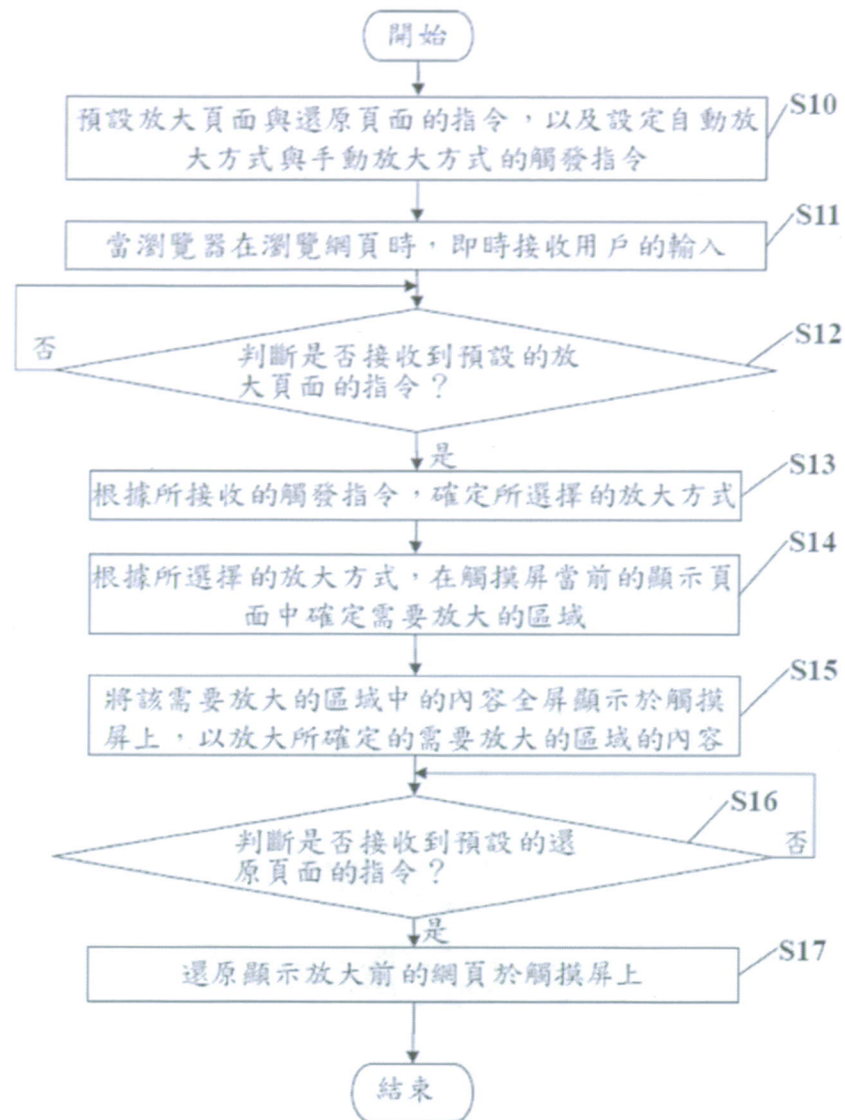 開始
S10
預設放大頁面與還原頁面的指令，以及設定自動放
大方式與手動放大方式的觸發指令
S11
當瀏覽器在瀏覽網頁時，即時接收用戶的輸入
S12
否
判斷是否接收到預設的放
大頁面的指令？
是
S13
根據所接收的觸發指令，確定所選擇的放大方式
S14
根據所選擇的放大方式，在觸摸屏當前的顯示頁
面中確定需要放大的區域
S15
將該需要放大的區域中的內容全屏顯示於觸摸
屏上，以放大所確定的需要放大的區域的內容
S16
判斷是否接收到預設的還
原頁面的指令？
否
是
S17
還原顯示放大前的網頁於觸摸屏上
結束